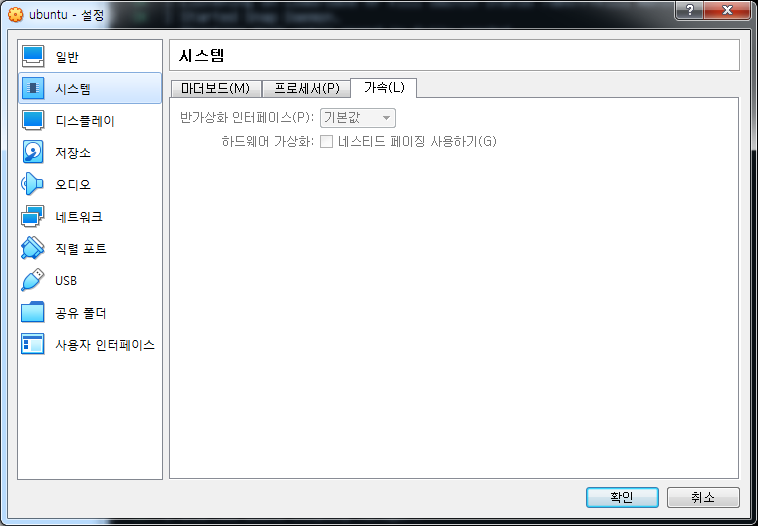 Started Snap Daemon.
ubuntu - 설정
일반
시스템
디스플레이
저장소
오디오
네트워크
직렬 포트
USB
공유 폴더
사용자 인터페이스
시스템
마더보드(M) 프로세서(P) 가속(L)
반가상화 인터페이스(P): 기본값
하드웨어 가상화: 네스티드 페이징 사용하기(G)
확인 취소